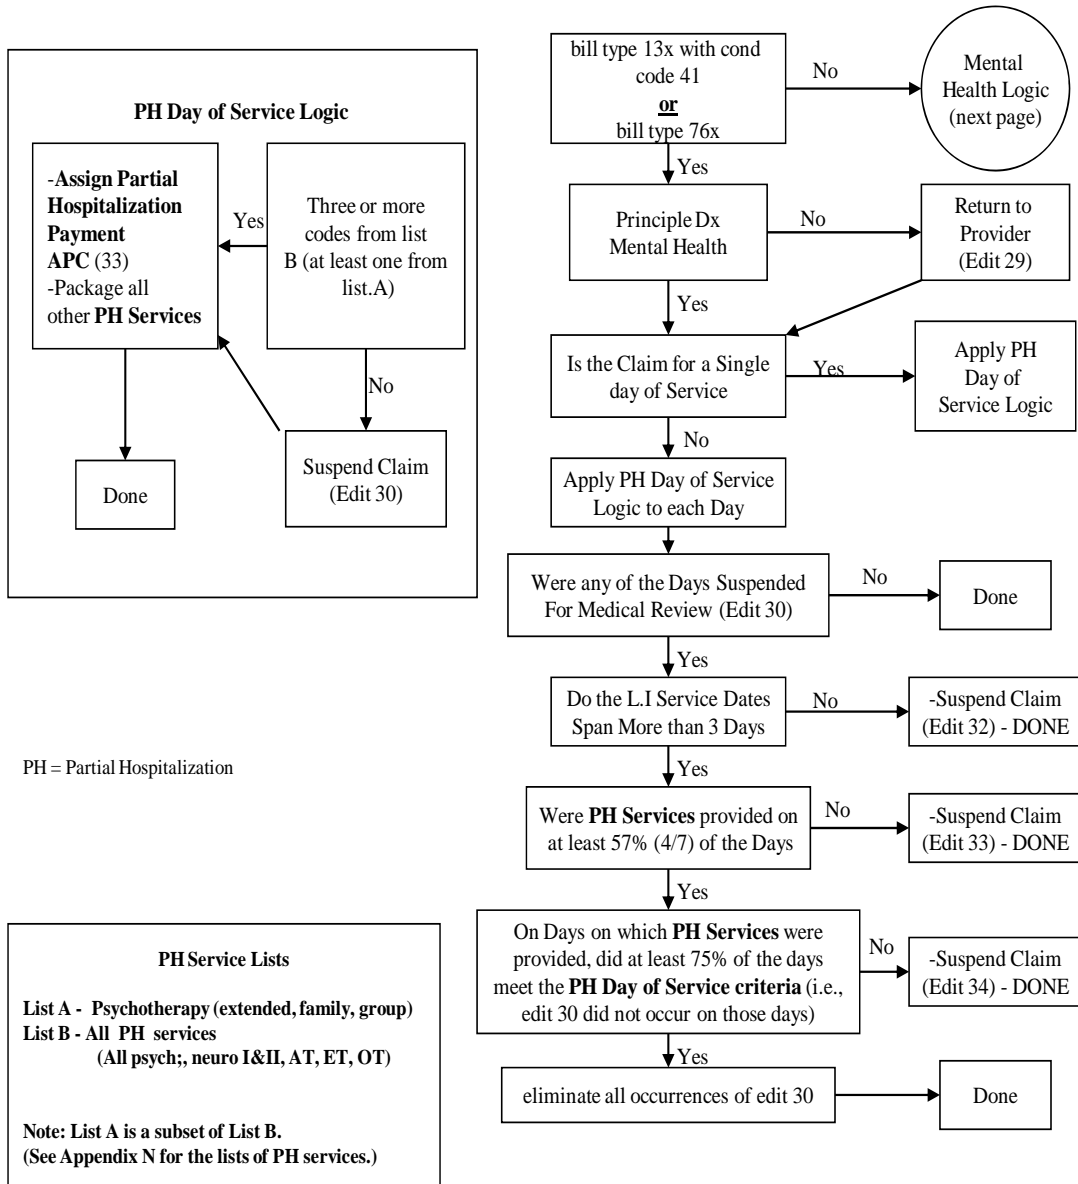 PH Day of Service Logic
-Assign Partial
Hospitalization
Payment
APC (33)
-Package all
other PH Services
Yes
Three or more
codes from list
B (at least one from
list.A)
No
Suspend Claim
(Edit 30)
Done
bill type 13x with cond
code 41
or
bill type 76x
No
Mental
Health Logic
(next page)
Yes
Principle Dx
Mental Health
No
Return to
Provider
(Edit 29)
Yes
Is the Claim for a Single
day of Service
Yes
Apply PH
Day of
Service Logic
No
Apply PH Day of Service
Logic to each Day
Were any of the Days Suspended
For Medical Review (Edit 30)
No
Done
Yes
Do the L.I Service Dates
Span More than 3 Days
No
-Suspend Claim
(Edit 32) - DONE
Yes
PH = Partial Hospitalization
Were PH Services provided on
at least 57% (4/7) of the Days
No
-Suspend Claim
(Edit 33) - DONE
Yes
On Days on which PH Services were
provided, did at least 75% of the days
meet the PH Day of Service criteria (i.e.,
edit 30 did not occur on those days)
No
-Suspend Claim
(Edit 34) - DONE
Yes
eliminate all occurrences of edit 30
Done
PH Service Lists
List A - Psychotherapy (extended, family, group)
List B - All PH services
(All psych;, neuro I&II, AT, ET, OT)
Note: List A is a subset of List B.
(See Appendix N for the lists of PH services.)